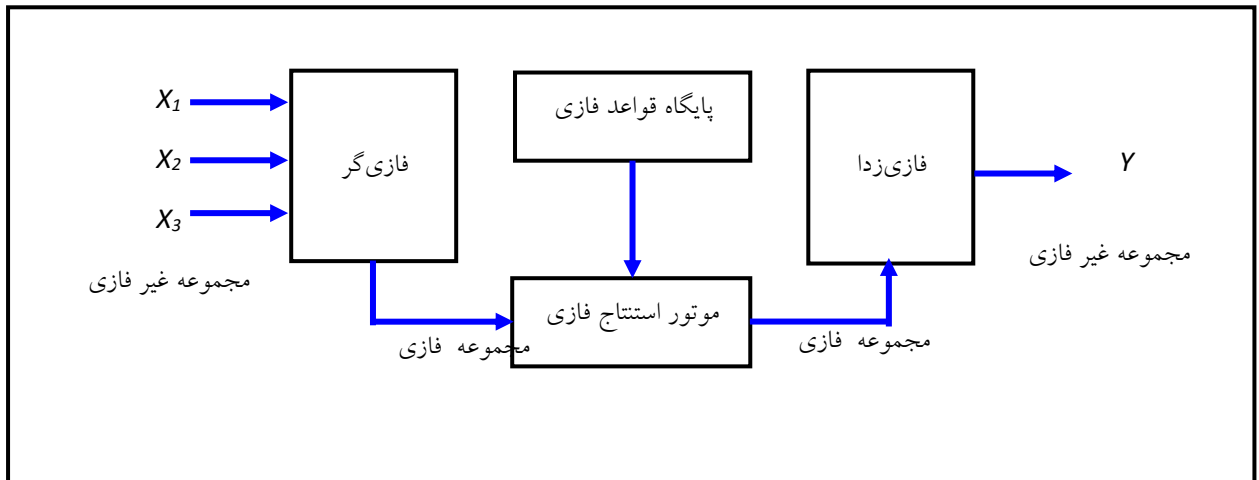 X1
X2
X3
مجموعه غیر فازی
فازی‌گر
پایگاه قواعد فازی
موتور استنتاج فازی
مجموعه فازی
مجموعه فازی
فازی‌زدا
Y
مجموعه غیر فازی